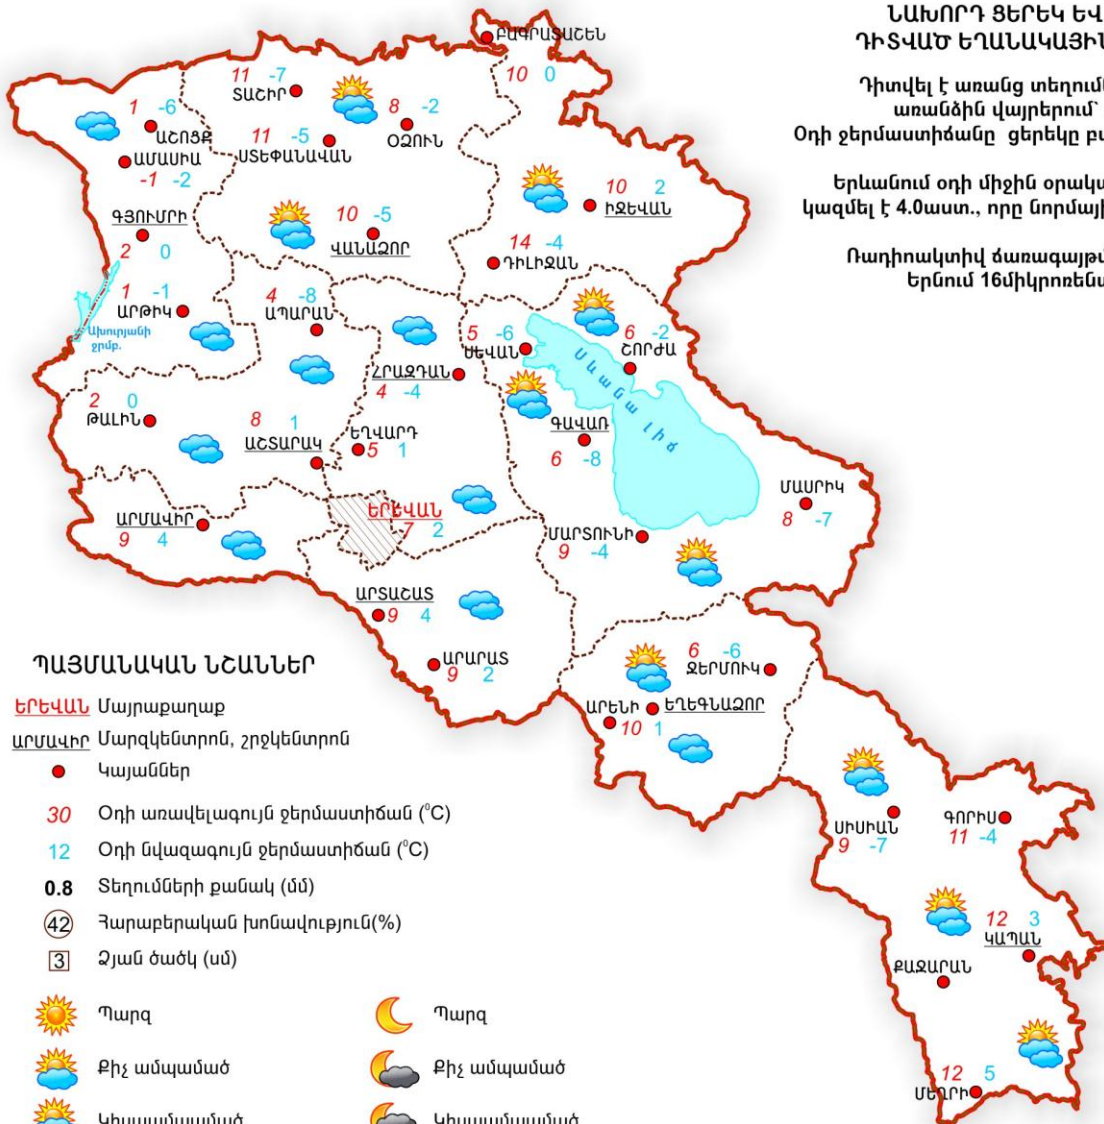 ՆԱԽՈՐԴ ՑԵՐԵԿ ԵՎ
ԴԻՏՎԱԾ ԵՂԱՆԱԿԱՅԻՆ
Դիտվել է առանց
առանձին վայրերում՝
Օդի ջերմաստիճանը ցերեկը
Երևանում օդի միջին
կազմել է 4.0աստ., որը
Ռադիոակտիվ
Երևում
ԲԱԳՐԱՏԱՇԵՆ
10 0
11 -7
ՏԱՇԻՐ
8 -2
ՕՁՈՒՆ
1 -6
ԱՇՈՑՔ
11 -5
ՍՏԵՓԱՆԱՎԱՆ
ԱՄԱՍԻԱ
-1 -2
10 2
ԻՋԵՎԱՆ
ԳՅՈՒՄՐԻ
2 0
10 -5
ՎԱՆԱՁՈՐ
14 -4
ԴԻԼԻՋԱՆ
1 -1
ԱՐԹԻԿ
4 -8
ԱՊԱՐԱՆ
Ախուրյանի
ջրմբ.
5 -6
ՍԵՎԱՆ
6 -2
ՇՈՐԺԱ
Սևանա լիճ
ՀՐԱԶԴԱՆ
4 -4
2 0
ԹԱԼԻՆ
8 1
ԱՇՏԱՐԱԿ
ԵՂՎԱՐԴ
5 1
ԳԱՎԱՌ
6 -8
ՄԱՍՐԻԿ
8 -7
ԱՐՄԱՎԻՐ
9 4
ԵՐԵՎԱՆ
7 2
ՄԱՐՏՈՒՆԻ
9 -4
ԱՐՏԱՇԱՏ
9 4
ԱՐԱՐԱՏ
9 2
6 -6
ՋԵՐՄՈՒԿ
ԱՐԵՆԻ
10 1
ԵՂԵԳՆԱՁՈՐ
ՍԻՍԻԱՆ
9 -7
ԳՈՐԻՍ
11 -4
12 3
ԿԱՊԱՆ
ՔԱՋԱՐԱՆ
12 5
ՄԵՂՐԻ
ՊԱՅՄԱՆԱԿԱՆ ՆՇԱՆՆԵՐ
ԵՐԵՎԱՆ Մայրաքաղաք
ԱՐՄԱՎԻՐ Մարզկենտրոն, շրջկենտրոն
Կայաններ
30 Օդի առավելագույն ջերմաստիճան (⁰C)
12 Օդի նվազագույն ջերմաստիճան (⁰C)
0.8 Տեղումների քանակ (մմ)
42 Հարաբերական խոնավություն(%)
3 Ձյան ծածկ (սմ)
Պարզ Պարզ
Քիչ ամպամած Քիչ ամպամած
Կիսաամպամած Կիսաամպամած